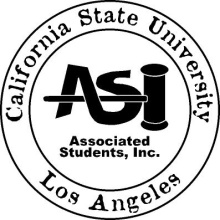 California State University
ASI
Associated
Students, Inc.
Los Angeles